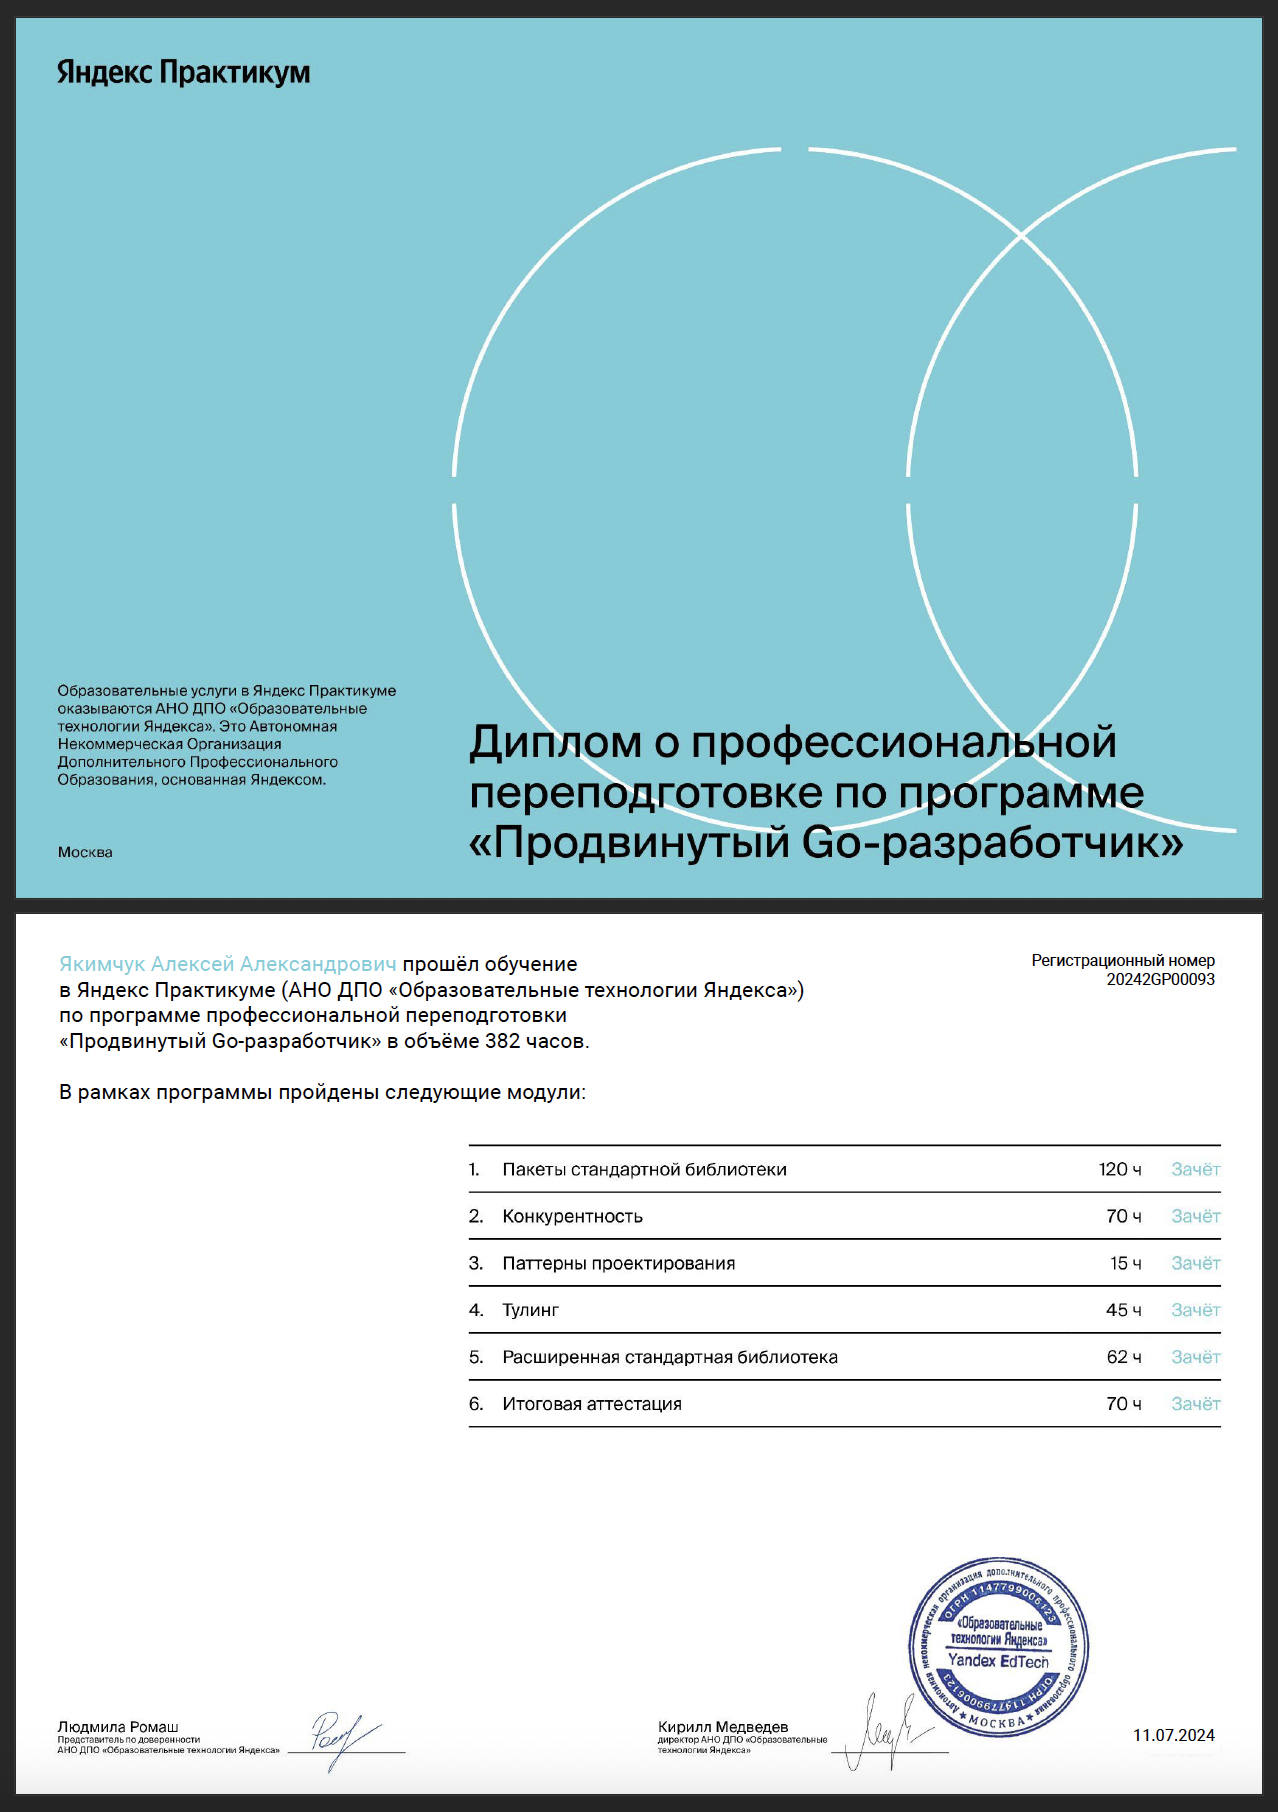 Яндекс Практикум
Образовательные услуги в Яндекс Практикуме
оказываются АНО ДПО «Образовательные
технологии Яндекса». Это Автономная
Некоммерческая Организация
Дополнительного Профессионального
Образования, основанная Яндексом.
Москва
Диплом о профессиональной
переподготовке по программе
«Продвинутый Go-разработчик»
Якимчук Алексей Александрович прошёл обучение
в Яндекс Практикуме (АНО ДПО «Образовательные технологии Яндекса»)
по программе профессиональной переподготовки
«Продвинутый Go-разработчик» в объёме 382 часов.
Регистрационный номер
20242GP00093
В рамках программы пройдены следующие модули:
1. Пакеты стандартной библиотеки 120 ч Зачёт
2. Конкурентность 70 ч Зачёт
3. Паттерны проектирования 15 ч Зачёт
4. Тулинг 45 ч Зачёт
5. Расширенная стандартная библиотека 62 ч Зачёт
6. Итоговая аттестация 70 ч Зачёт
Автономная некоммерческая организация дополнительного профессионального образования
ОГРН 1147799006123
«Образовательные
технологии Яндекса»
Yandex EdTech
ОГРН 1147799006123
МОСКВА
Людмила Ромаш
Представитель по доверенности
АНО ДПО «Образовательные технологии Яндекса»
Кирилл Медведев
директор АНО ДПО «Образовательные
технологии Яндекса»
11.07.2024